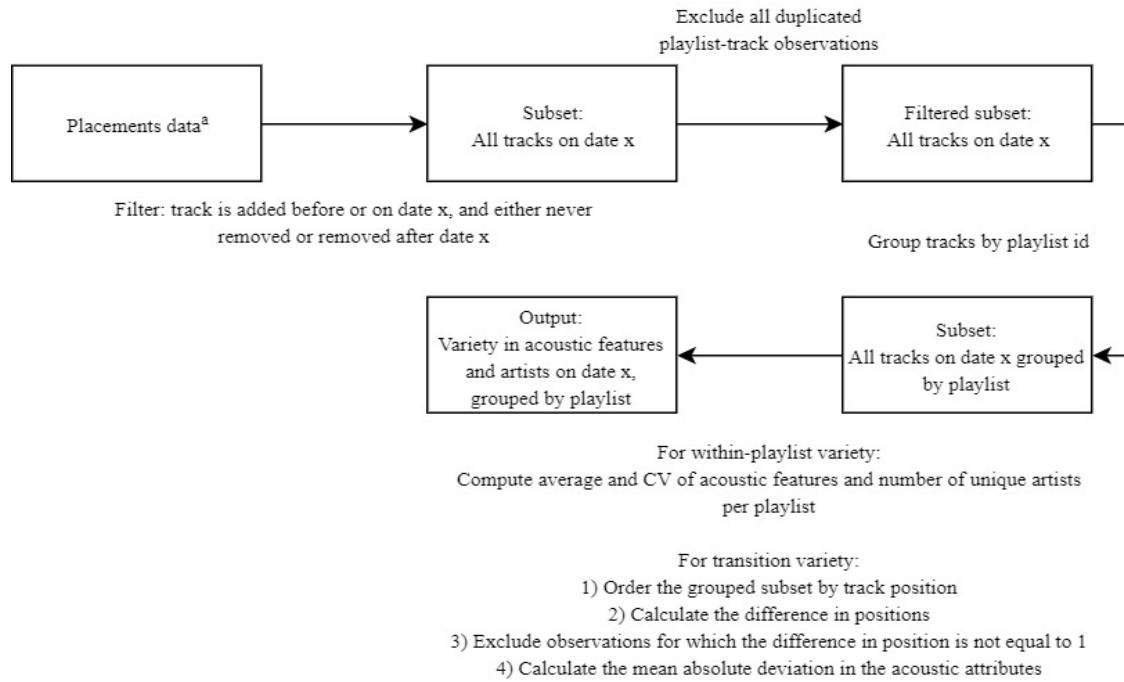 Exclude all duplicated
playlist-track observations
Placements dataᵃ
Subset:
All tracks on date x
Filtered subset:
All tracks on date x
Filter: track is added before or on date x, and either never
removed or removed after date x
Group tracks by playlist id
Output:
Variety in acoustic features
and artists on date x,
grouped by playlist
Subset:
All tracks on date x grouped
by playlist
For within-playlist variety:
Compute average and CV of acoustic features and number of unique artists
per playlist
For transition variety:
1) Order the grouped subset by track position
2) Calculate the difference in positions
3) Exclude observations for which the difference in position is not equal to 1
4) Calculate the mean absolute deviation in the acoustic attributes